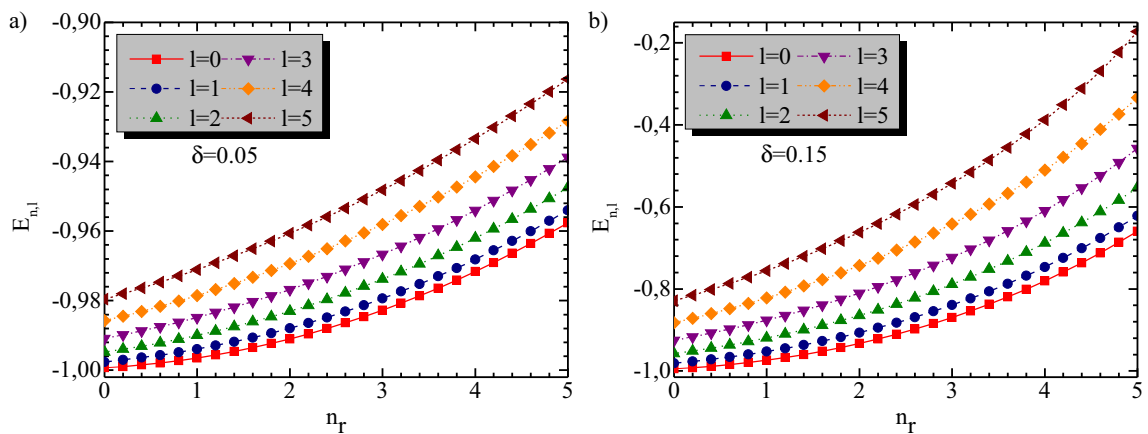 a)
-0,90
-0,92
-0,94
-0,96
-0,98
-1,00
E_{n,l}
l=0
l=3
l=1
l=4
l=2
l=5
δ=0.05
0 1 2 3 4 5
n_r
b)
-0,2
-0,4
-0,6
-0,8
-1,0
E_{n,l}
l=0
l=3
l=1
l=4
l=2
l=5
δ=0.15
0 1 2 3 4 5
n_r